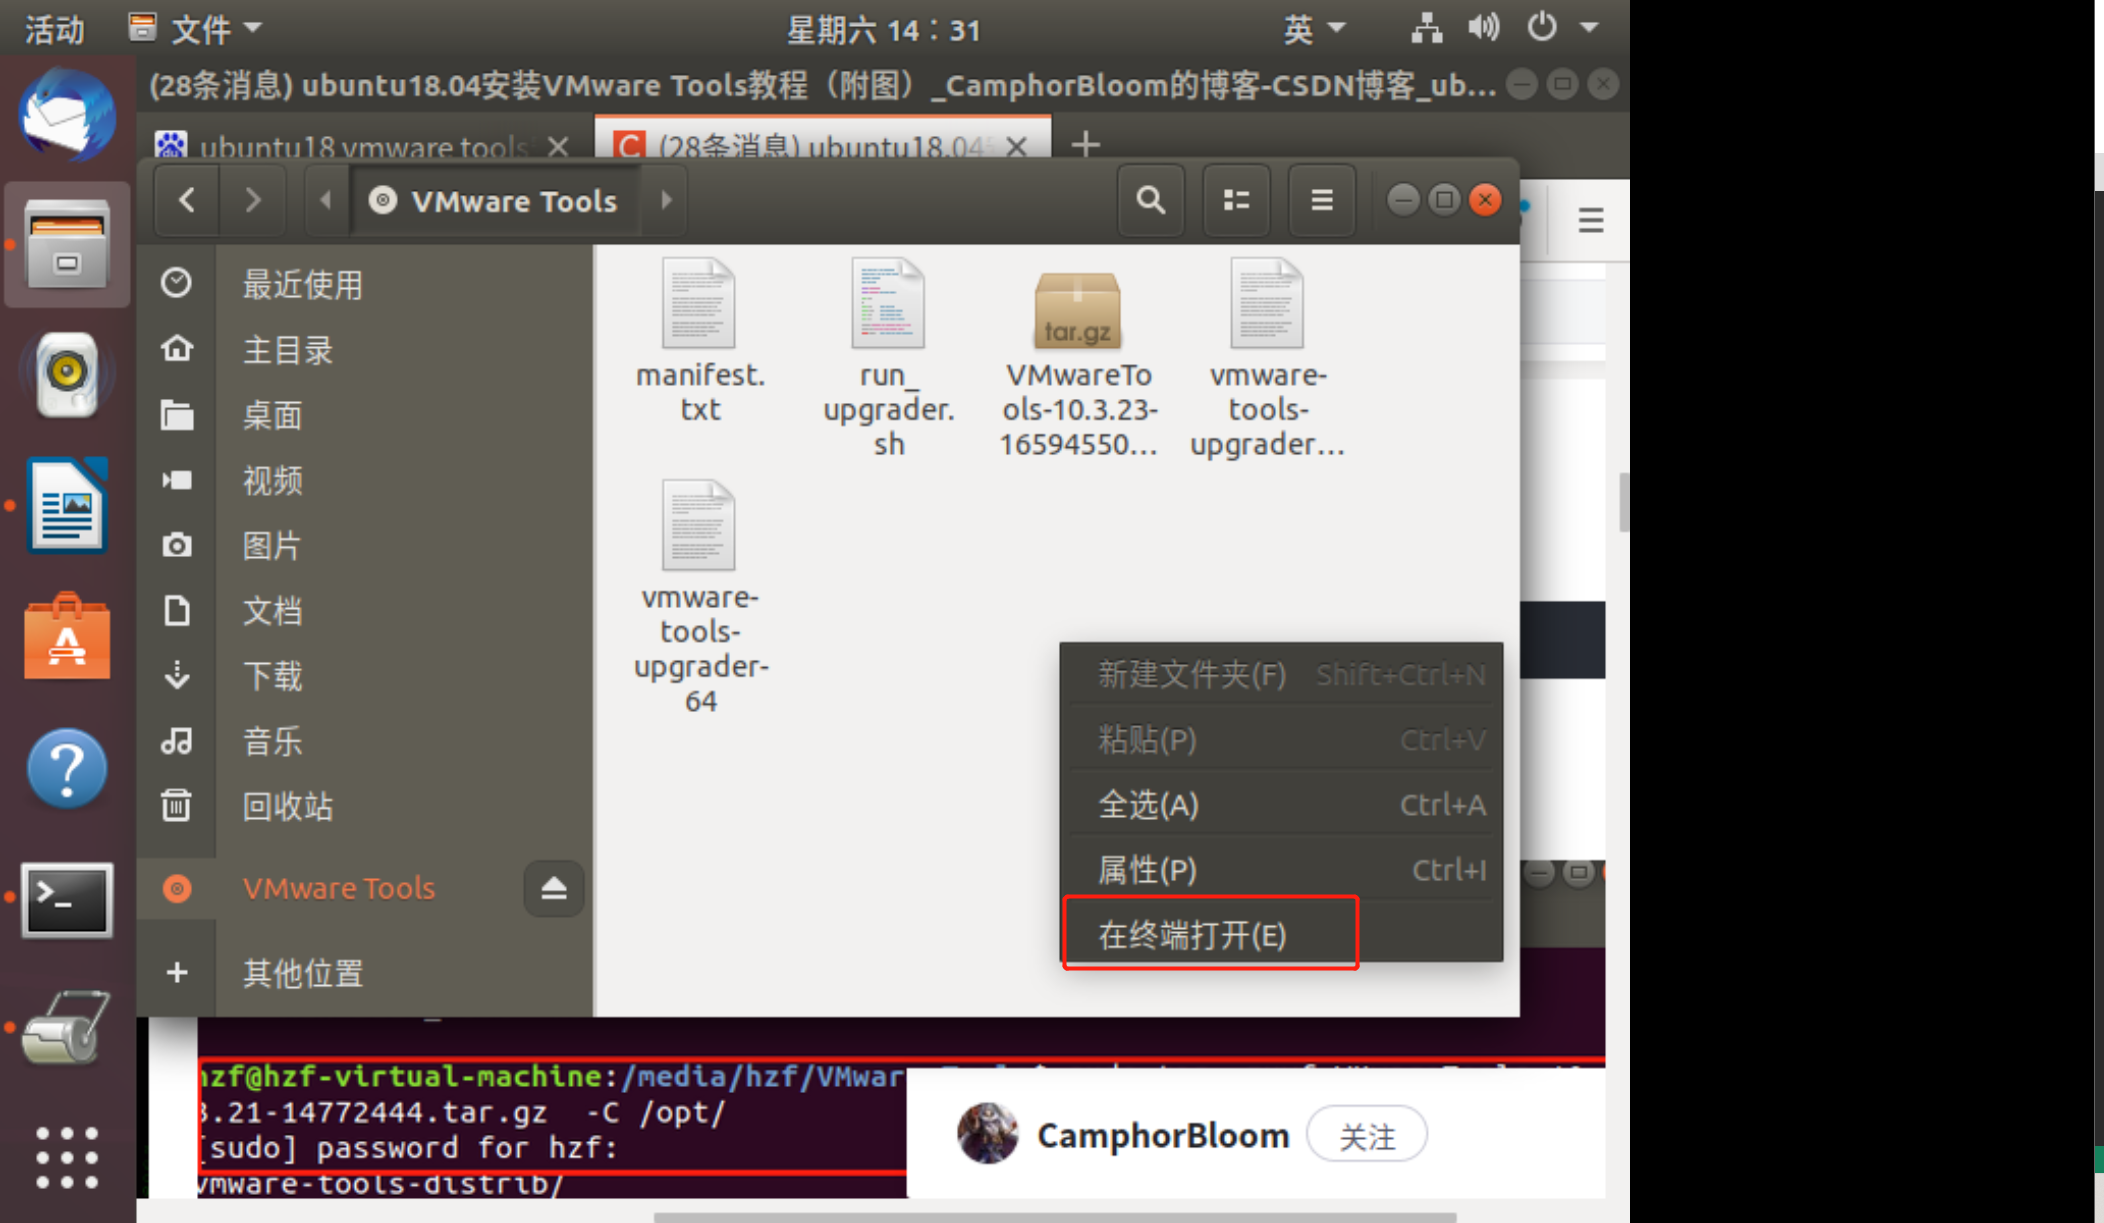 活动 文件 星期六 14：31 英
(28条消息) ubuntu18.04安装VMware Tools教程（附图）_CamphorBloom的博客-CSDN博客_ub...
ubuntu18 vmware tools
C (28条消息) ubuntu18.04
VMware Tools
最近使用
主目录
桌面
视频
图片
文档
下载
音乐
回收站
VMware Tools
其他位置
manifest.
txt
run_
upgrader.
sh
tar.gz
VMwareTo
ols-10.3.23-
16594550...
vmware-
tools-
upgrader...
vmware-
tools-
upgrader-
64
新建文件夹(F) Shift+Ctrl+N
粘贴(P) Ctrl+V
全选(A) Ctrl+A
属性(P) Ctrl+I
在终端打开(E)
hzf@hzf-virtual-machine:/media/hzf/VMwar
3.21-14772444.tar.gz -C /opt/
[sudo] password for hzf:
vmware-tools-distrib/
CamphorBloom 关注